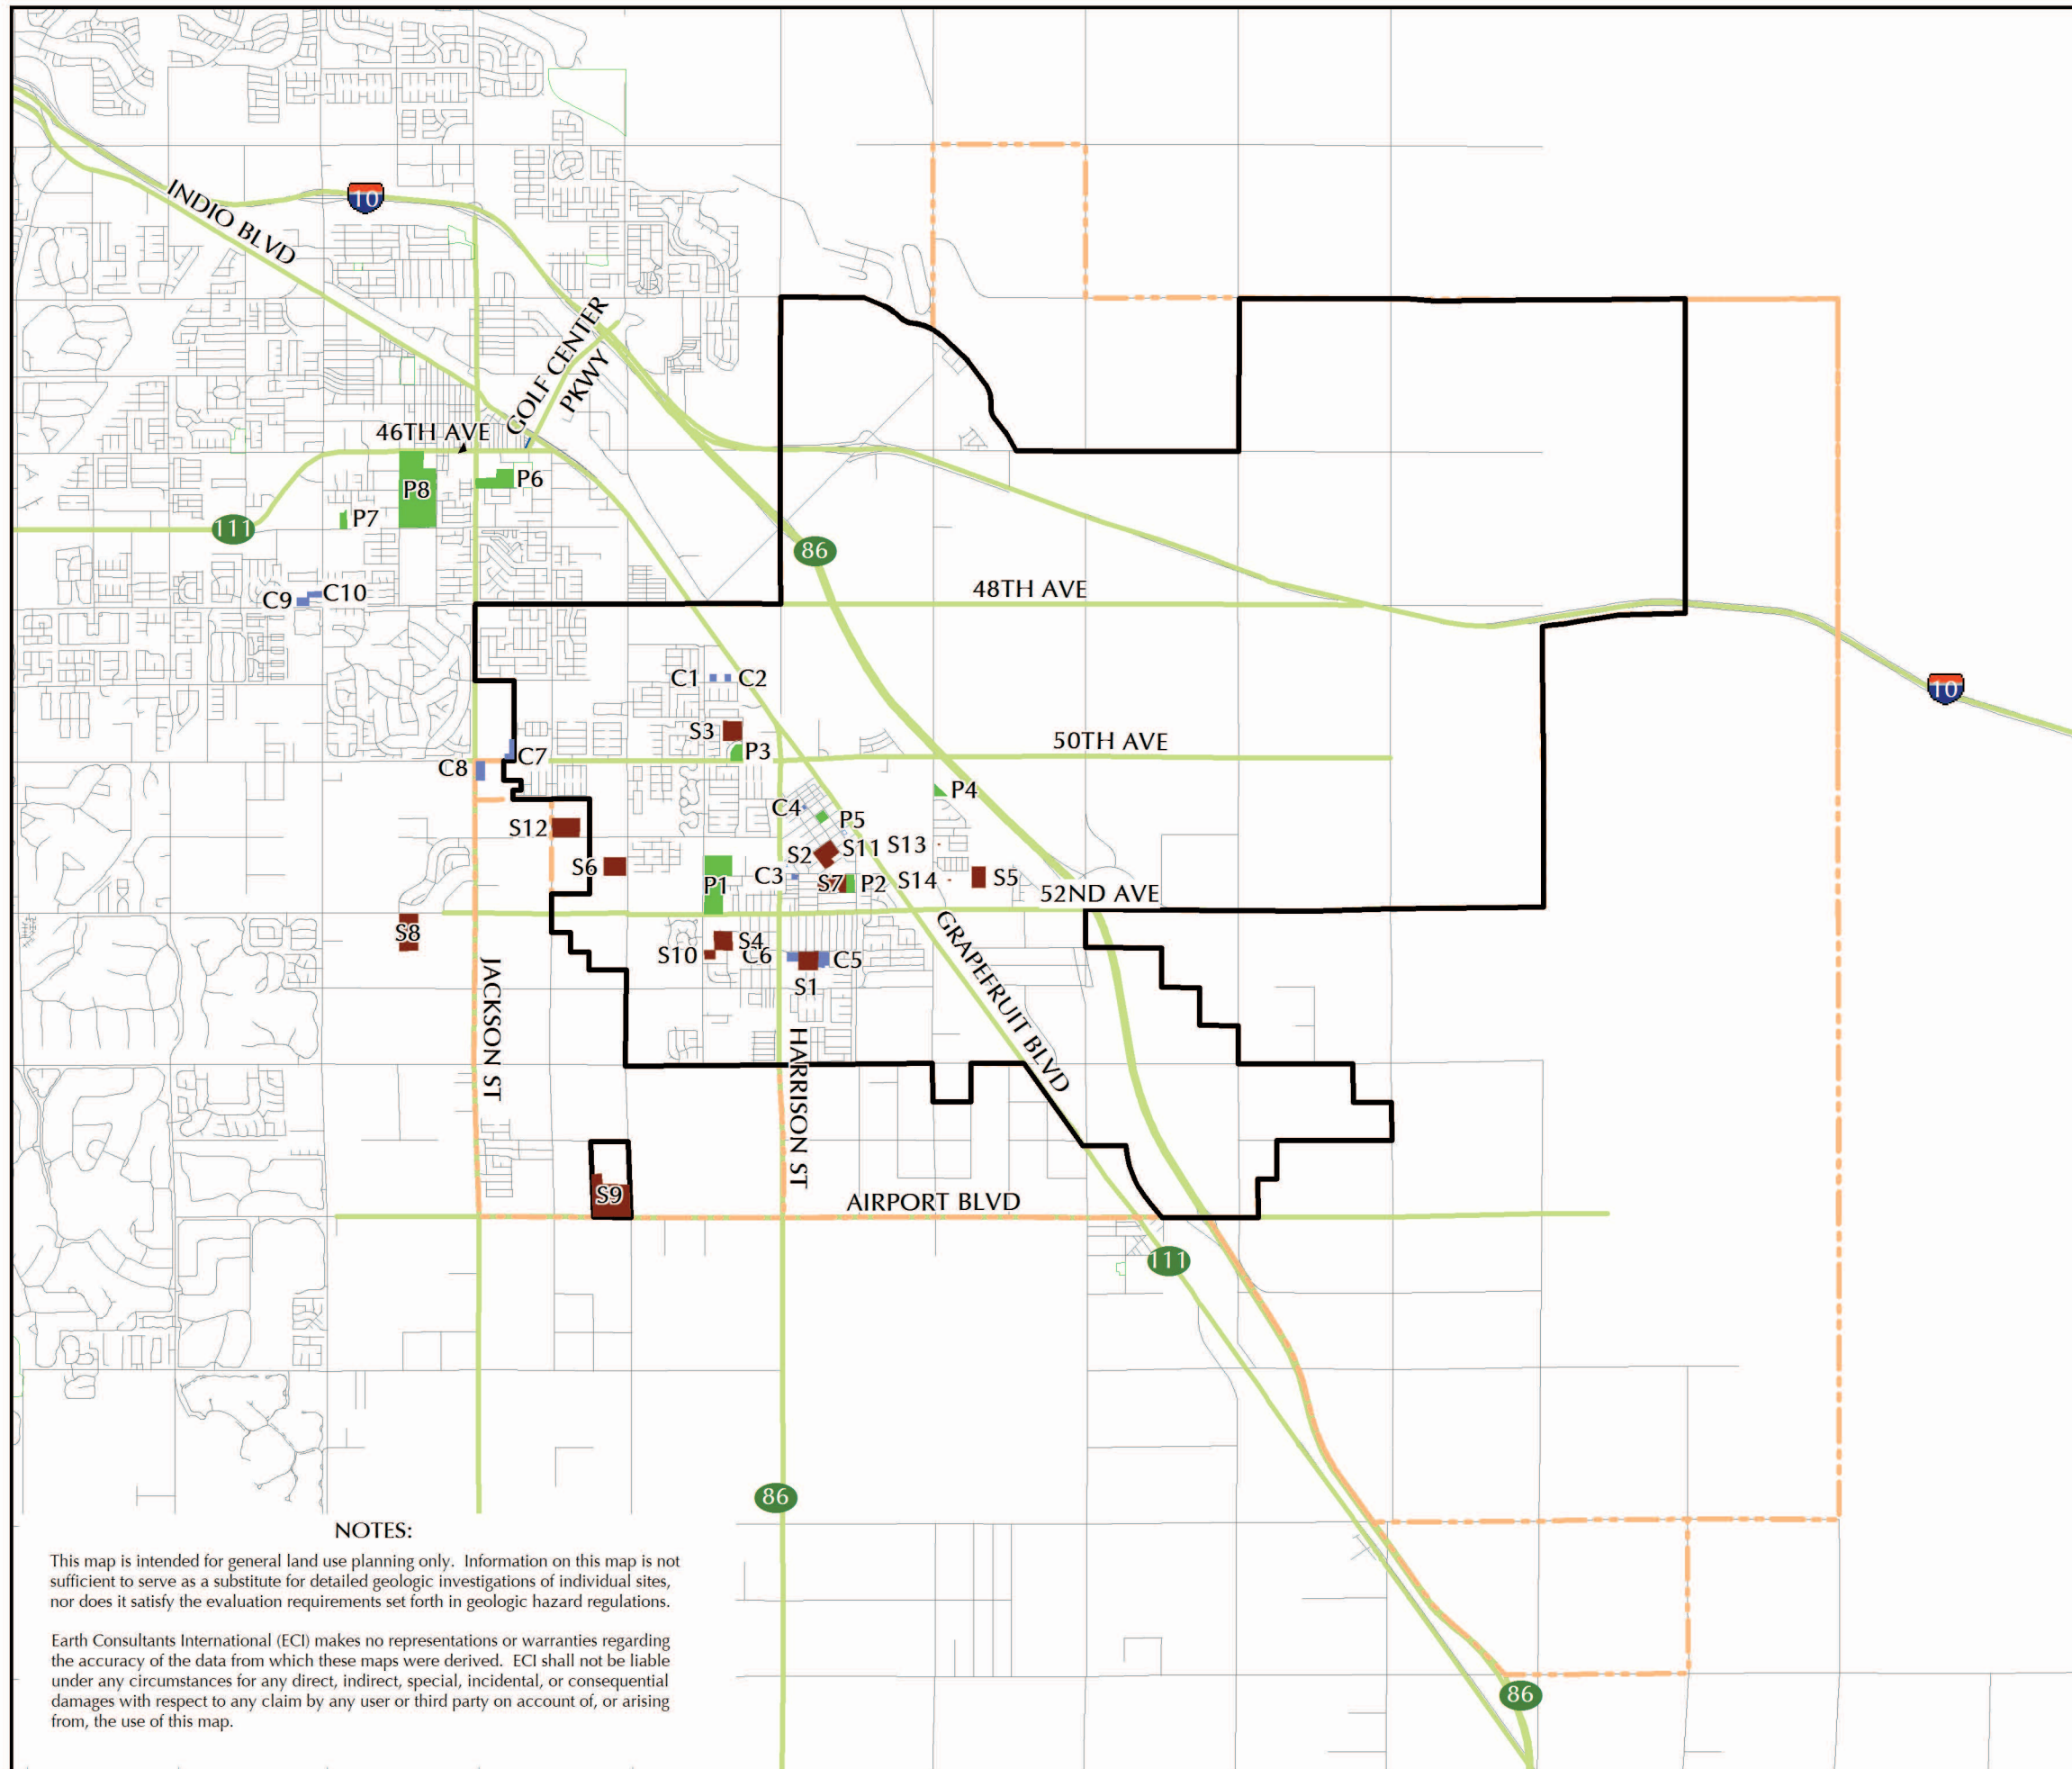 10
INDIO BLVD
GOLF CENTER
PKWY
46TH AVE
P8
P6
P7
111
86
C9
C10
48TH AVE
C1
C2
10
S3
P3
50TH AVE
C7
C8
P4
C4
P5
S12
S2
S11
S13
S6
C3
S7
P2
S14
S5
P1
52ND AVE
S8
S4
S10
C6
C5
S1
GRAPEFRUIT BLVD
JACKSON ST
HARRISON ST
S9
AIRPORT BLVD
111
86
NOTES:
This map is intended for general land use planning only. Information on this map is not
sufficient to serve as a substitute for detailed geologic investigations of individual sites,
nor does it satisfy the evaluation requirements set forth in geologic hazard regulations.
Earth Consultants International (ECI) makes no representations or warranties regarding
the accuracy of the data from which these maps were derived. ECI shall not be liable
under any circumstances for any direct, indirect, special, incidental, or consequential
damages with respect to any claim by any user or third party on account of, or arising
from, the use of this map.
86